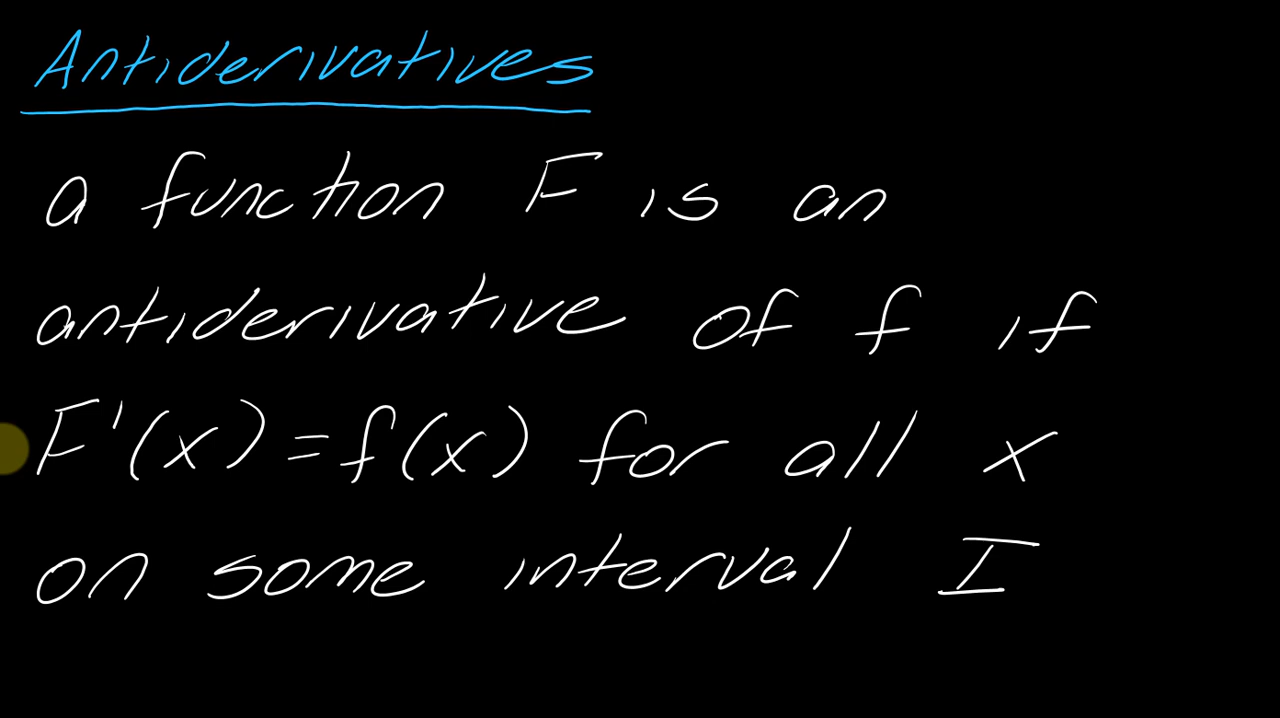 Antiderivatives
a function F is an
antiderivative of f if
F'(x) = f(x) for all x
on some interval I